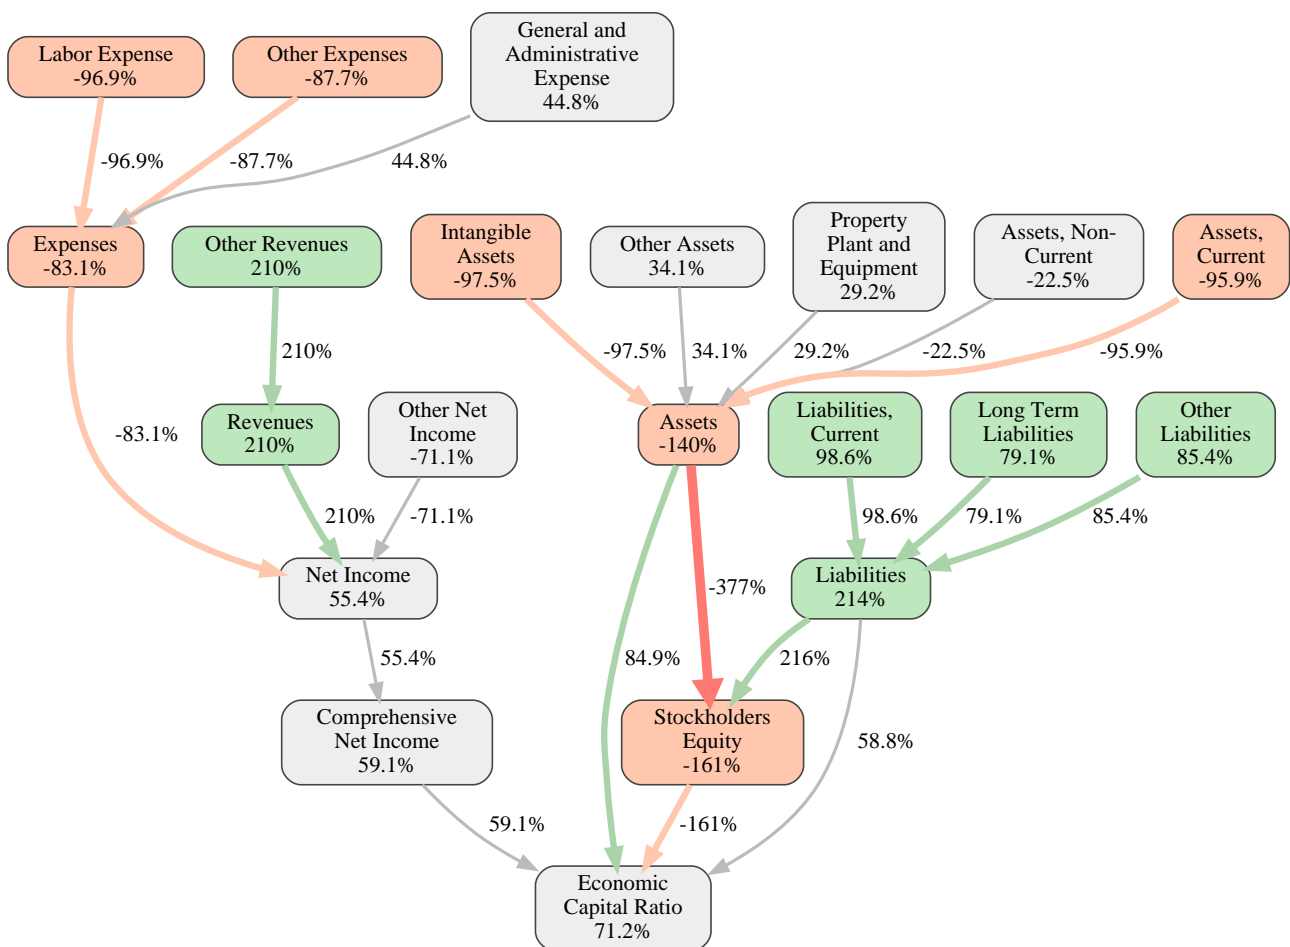 Labor Expense
-96.9%
Other Expenses
-87.7%
General and
Administrative
Expense
44.8%
-96.9%
-87.7%
44.8%
Expenses
-83.1%
Other Revenues
210%
Intangible
Assets
-97.5%
Other Assets
34.1%
Property
Plant and
Equipment
29.2%
Assets, Non-
Current
-22.5%
Assets,
Current
-95.9%
210%
-97.5%
34.1%
29.2%
-22.5%
-95.9%
-83.1%
Revenues
210%
Other Net
Income
-71.1%
Assets
-140%
Liabilities,
Current
98.6%
Long Term
Liabilities
79.1%
Other
Liabilities
85.4%
210%
-71.1%
98.6%
79.1%
85.4%
Net Income
55.4%
-377%
Liabilities
214%
55.4%
84.9%
216%
Comprehensive
Net Income
59.1%
Stockholders
Equity
-161%
58.8%
59.1%
-161%
Economic
Capital Ratio
71.2%